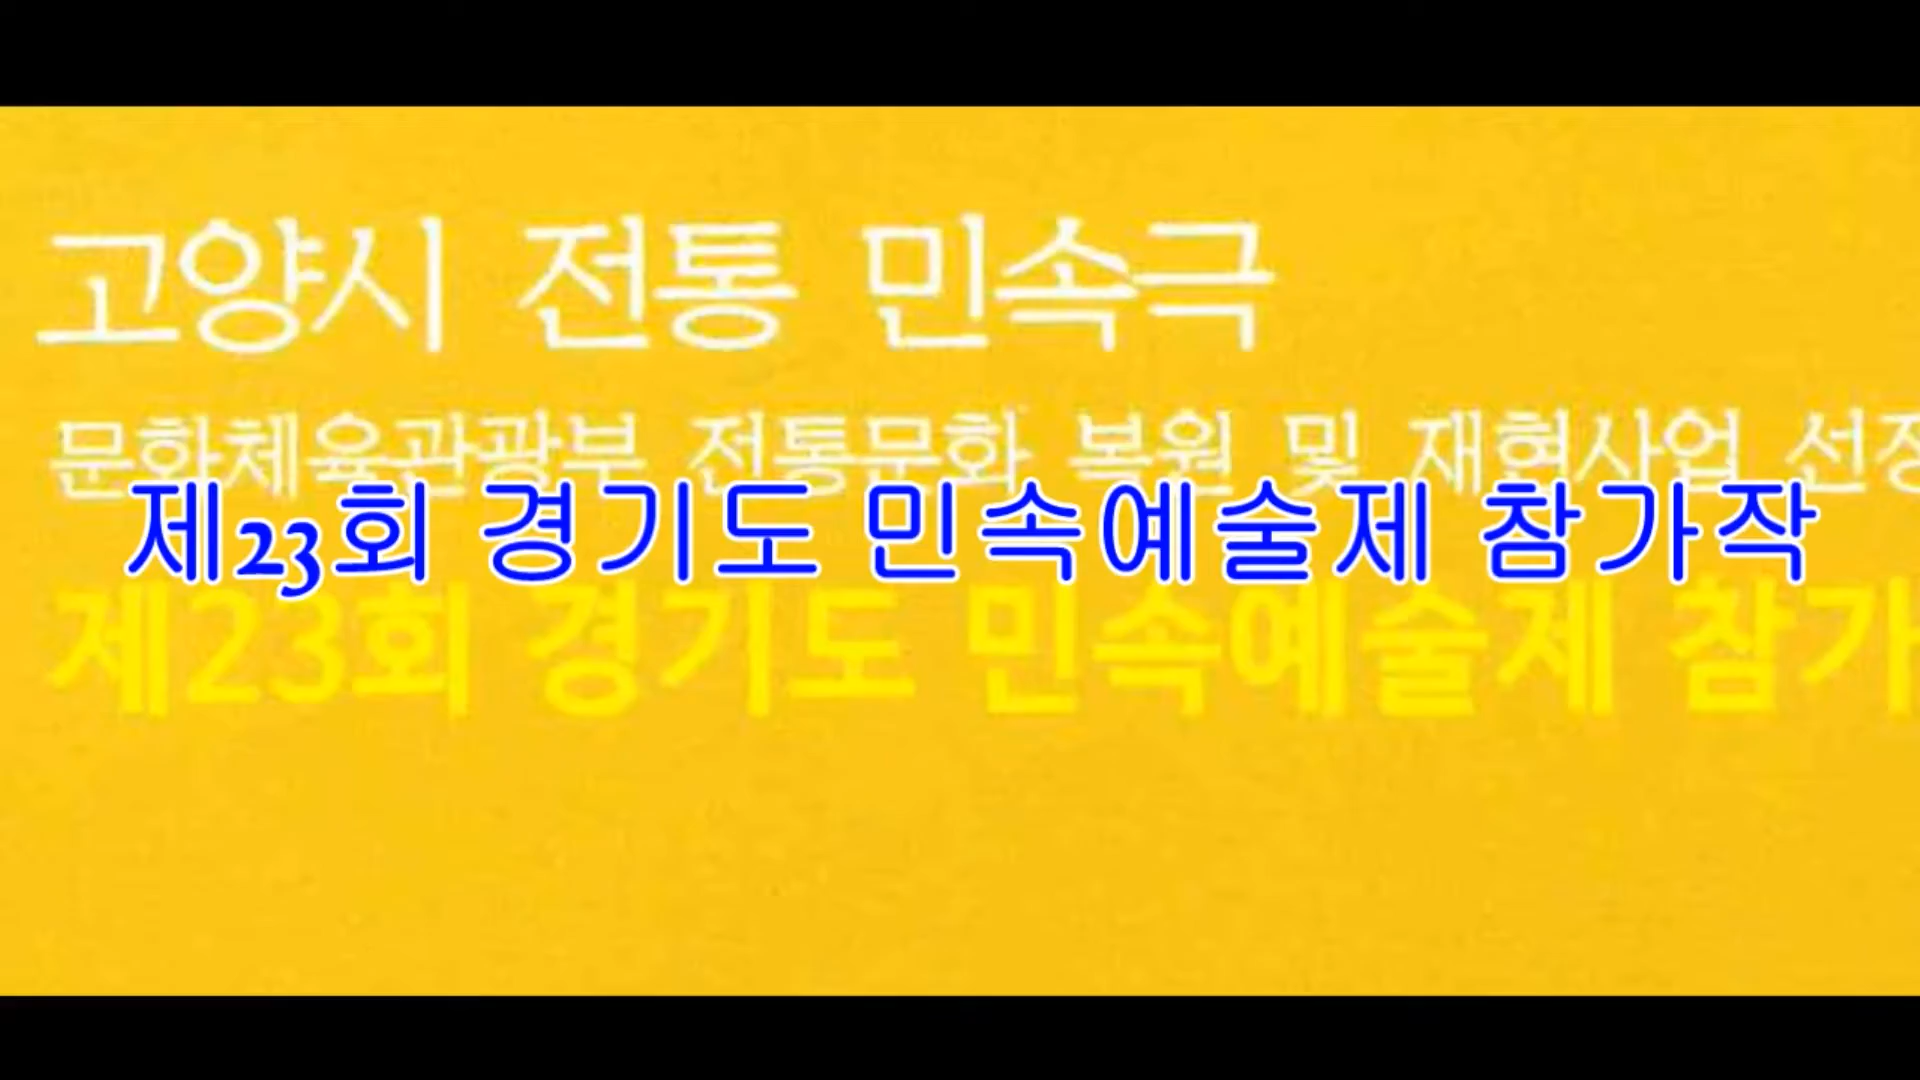 고양시 전통 민속극
문화체육관광부 전통문화 복원 및 재현사업 선정
제23회 경기도 민속예술제 참가작
제23회 경기도 민속예술제 참가